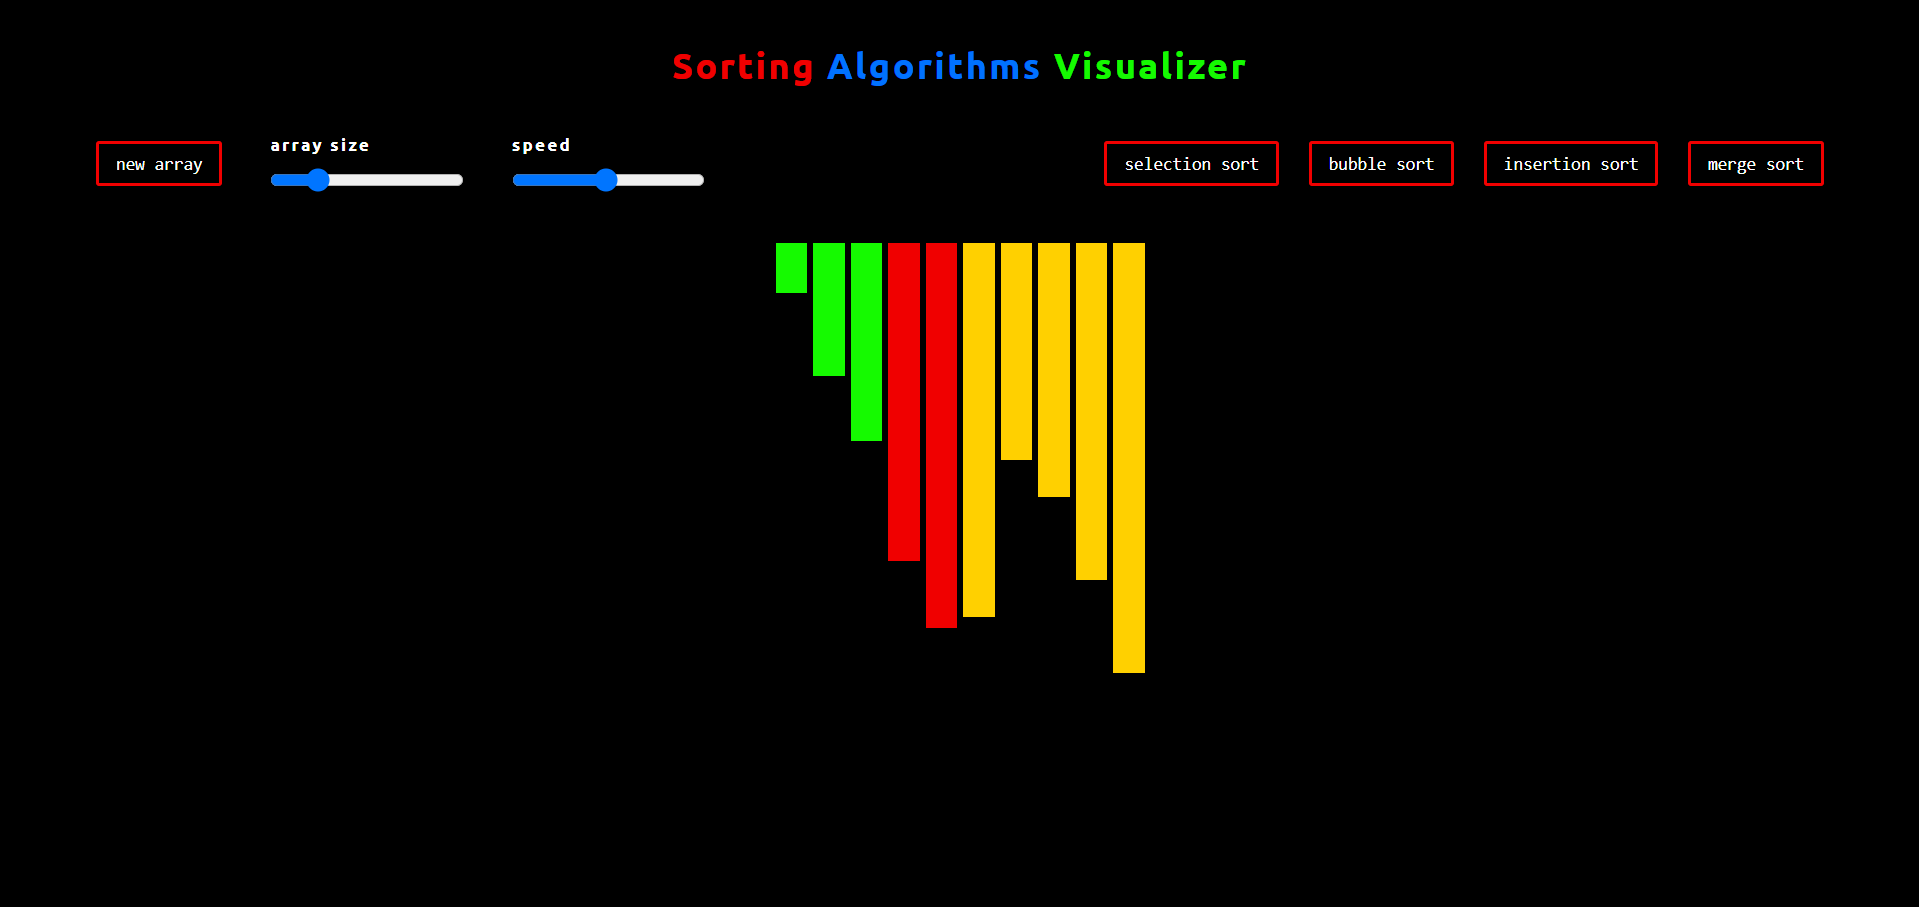 Sorting Algorithms Visualizer
new array
array size
speed
selection sort
bubble sort
insertion sort
merge sort